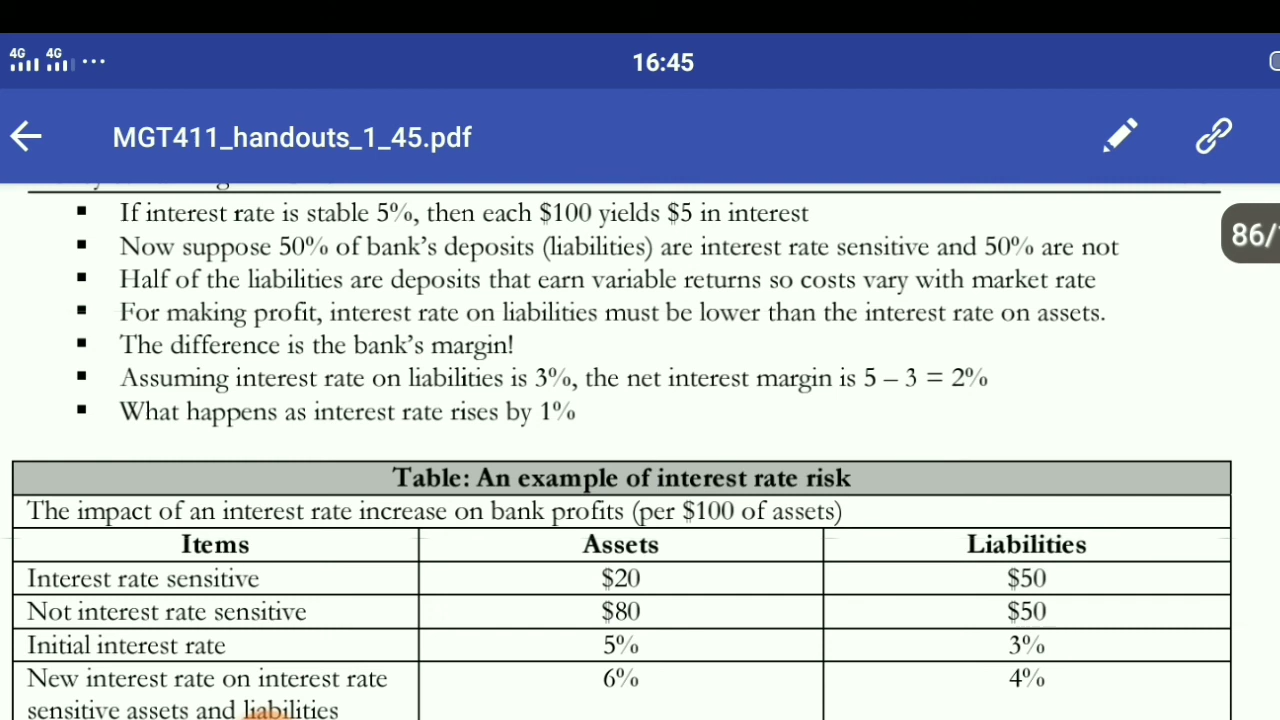 4G 4G ... 16:45
MGT411_handouts_1_45.pdf
▪ If interest rate is stable 5%, then each $100 yields $5 in interest
86/
▪ Now suppose 50% of bank’s deposits (liabilities) are interest rate sensitive and 50% are not
▪ Half of the liabilities are deposits that earn variable returns so costs vary with market rate
▪ For making profit, interest rate on liabilities must be lower than the interest rate on assets.
▪ The difference is the bank’s margin!
▪ Assuming interest rate on liabilities is 3%, the net interest margin is 5 – 3 = 2%
▪ What happens as interest rate rises by 1%
Table: An example of interest rate risk
The impact of an interest rate increase on bank profits (per $100 of assets)
Items Assets Liabilities
Interest rate sensitive $20 $50
Not interest rate sensitive $80 $50
Initial interest rate 5% 3%
New interest rate on interest rate 6% 4%
sensitive assets and liabilities